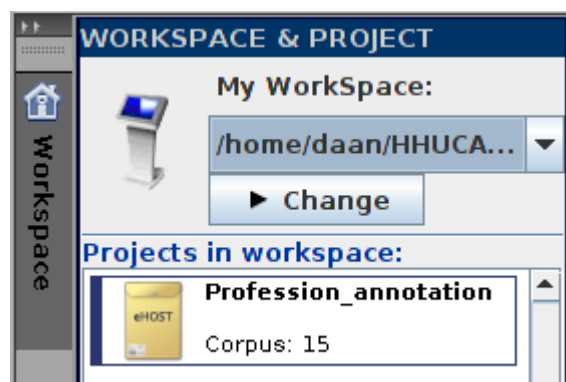 WORKSPACE & PROJECT
Workspace
My WorkSpace:
/home/daan/HHUCA...
Change
Projects in workspace:
eHOST
Profession_annotation
Corpus: 15